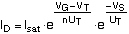 I_D = I_sat · e^((V_G − V_T)/(nU_T)) · e^(−V_S/U_T)